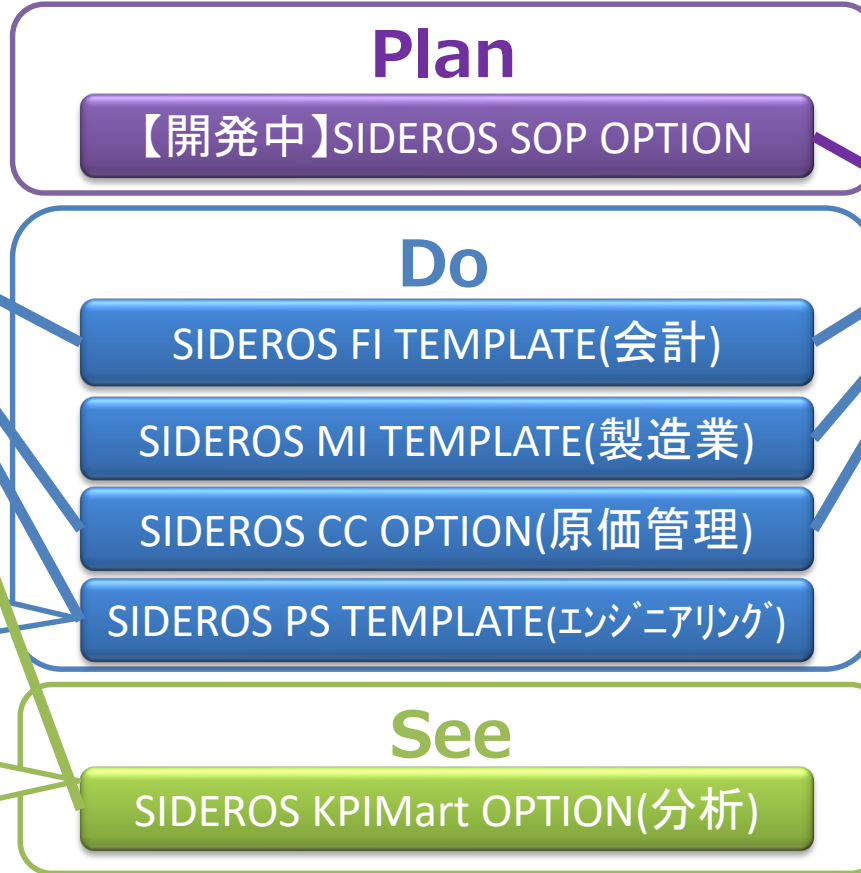 Plan
【開発中】SIDEROS SOP OPTION
Do
SIDEROS FI TEMPLATE(会計)
SIDEROS MI TEMPLATE(製造業)
SIDEROS CC OPTION(原価管理)
SIDEROS PS TEMPLATE(エンジニアリング)
See
SIDEROS KPIMart OPTION(分析)